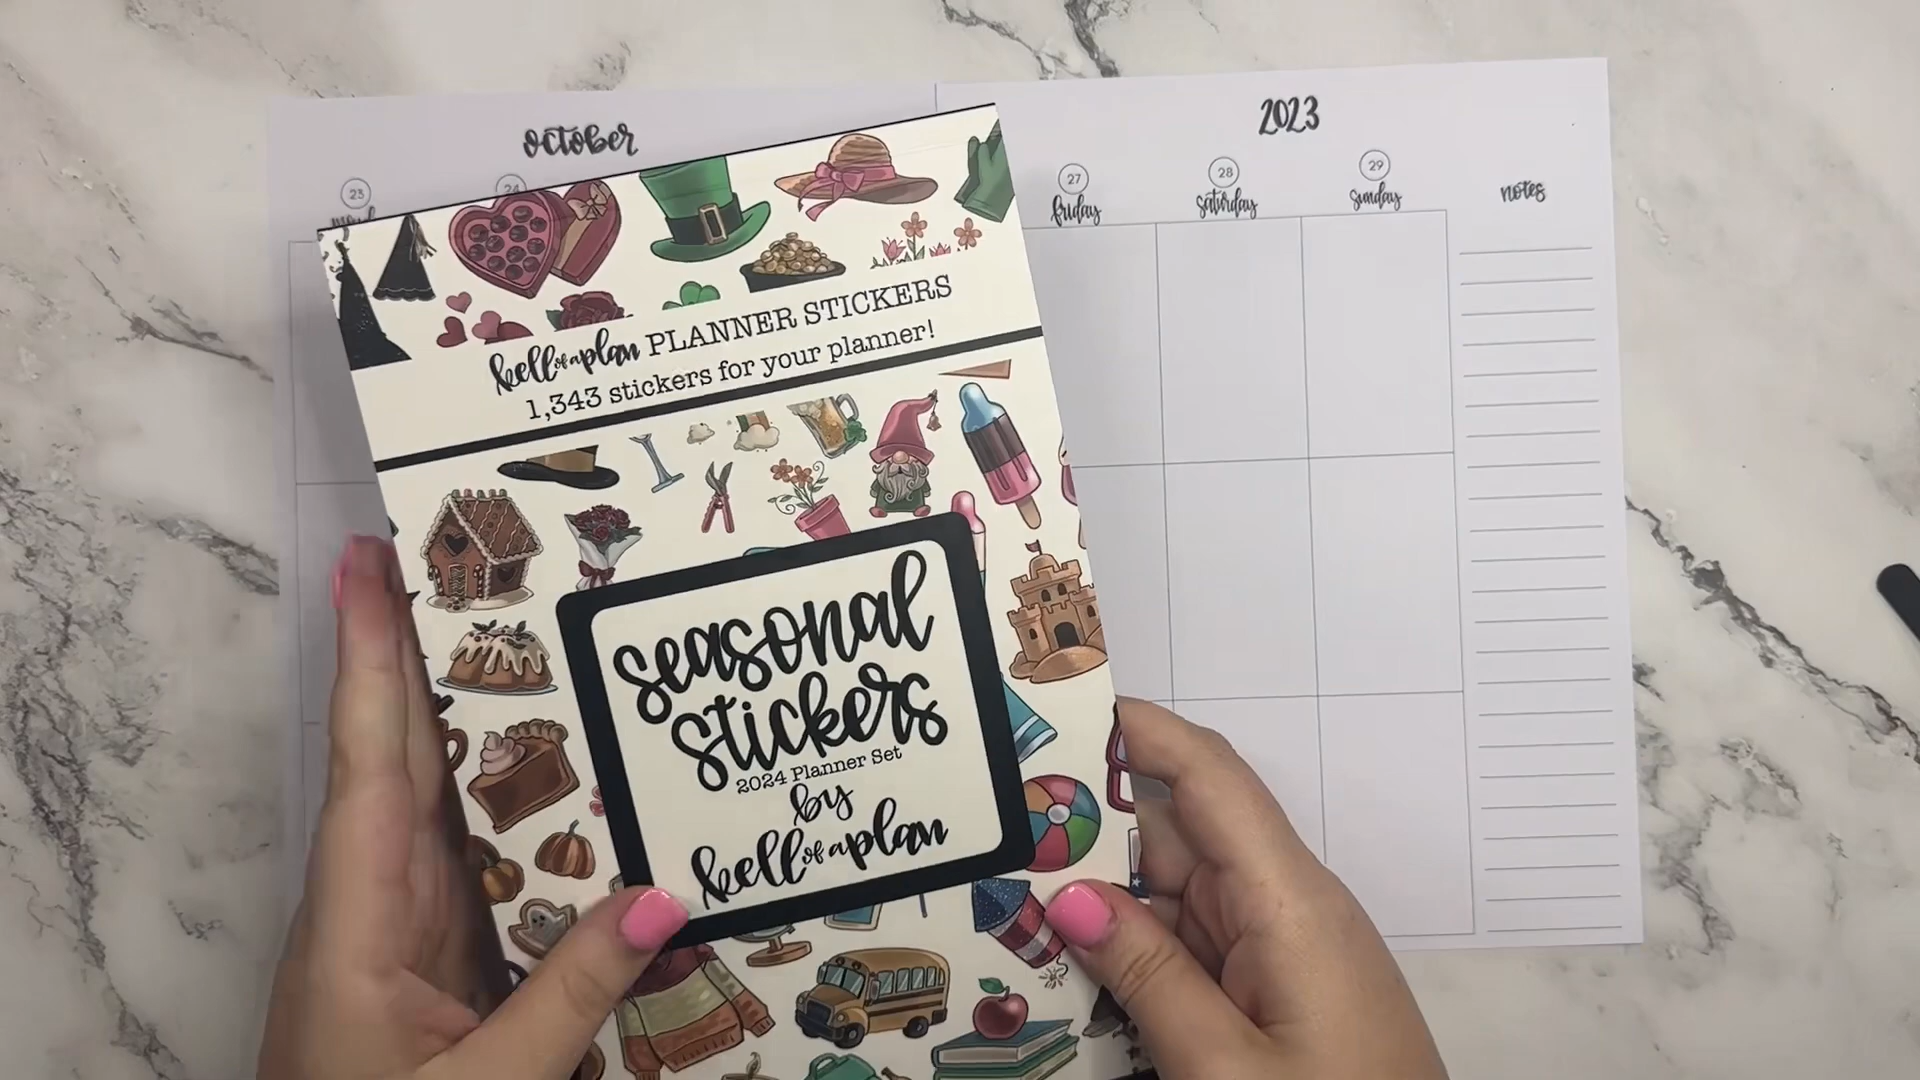 october
2023
23
24
27
28
29
friday
saturday
sunday
notes
kell of a plan PLANNER STICKERS
1,343 stickers for your planner!
seasonal
stickers
2024 Planner Set
by
kell of a plan